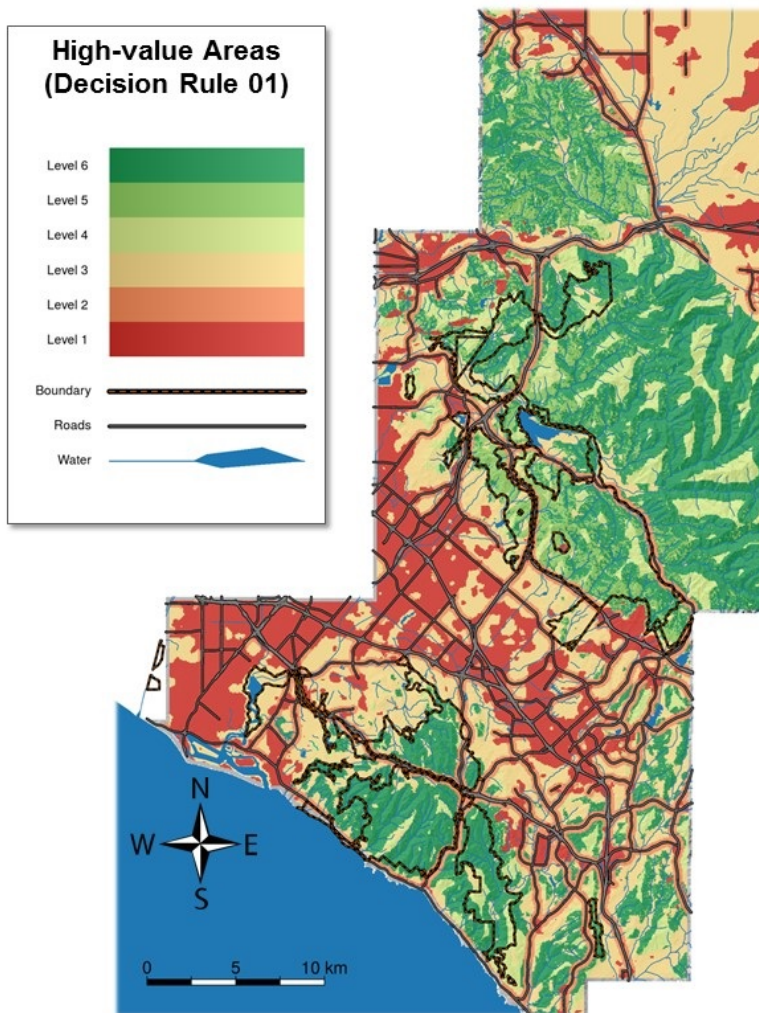 High-value Areas
(Decision Rule 01)
Level 6
Level 5
Level 4
Level 3
Level 2
Level 1
Boundary
Roads
Water
N
W E
S
0 5 10 km